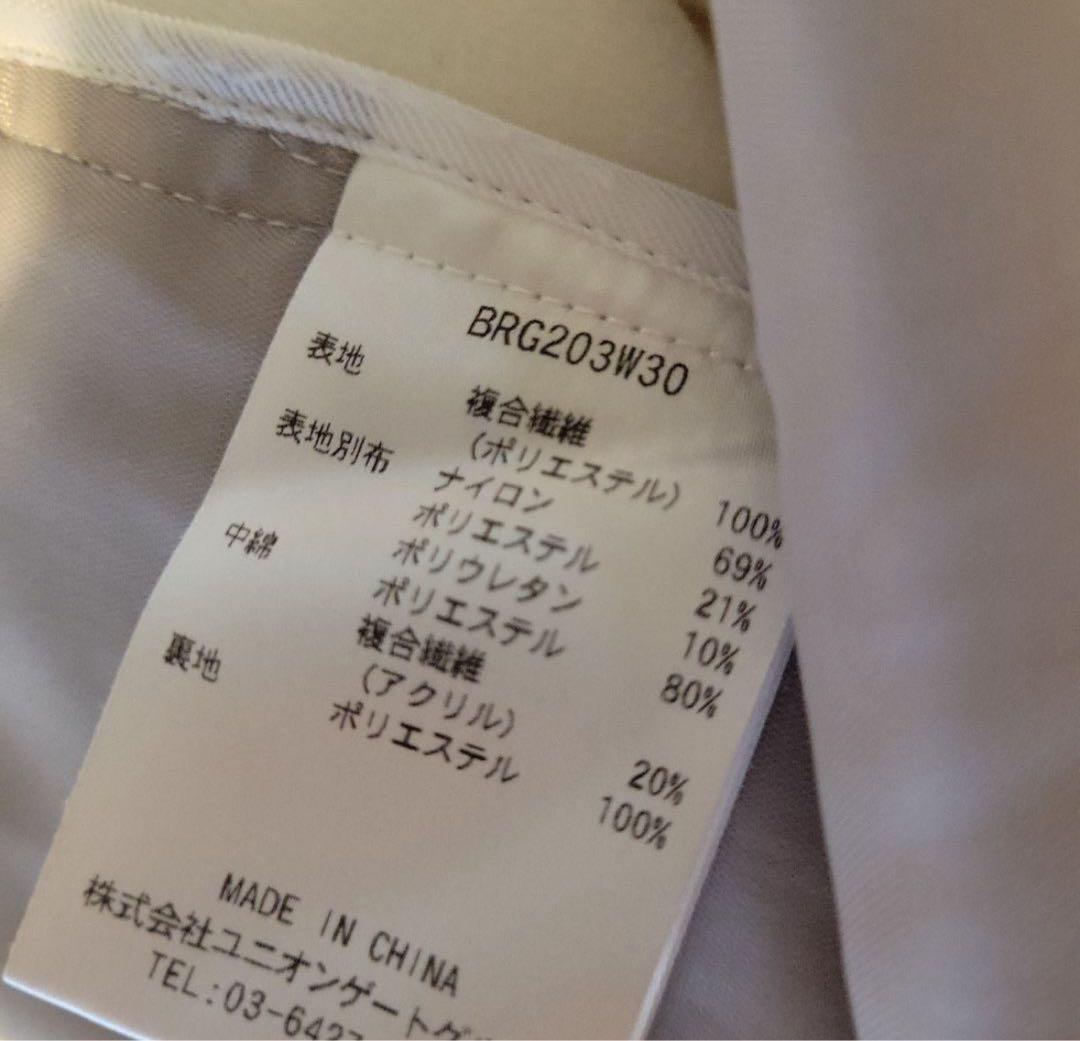 BRG203W30
表地 複合繊維
(ポリエステル) 100%
表地別布 ナイロン 69%
ポリエステル 21%
ポリウレタン 10%
中綿 ポリエステル 80%
複合繊維
(アクリル) 20%
裏地 ポリエステル 100%
MADE IN CHINA
株式会社ユニオンゲートグ
TEL:03-6427